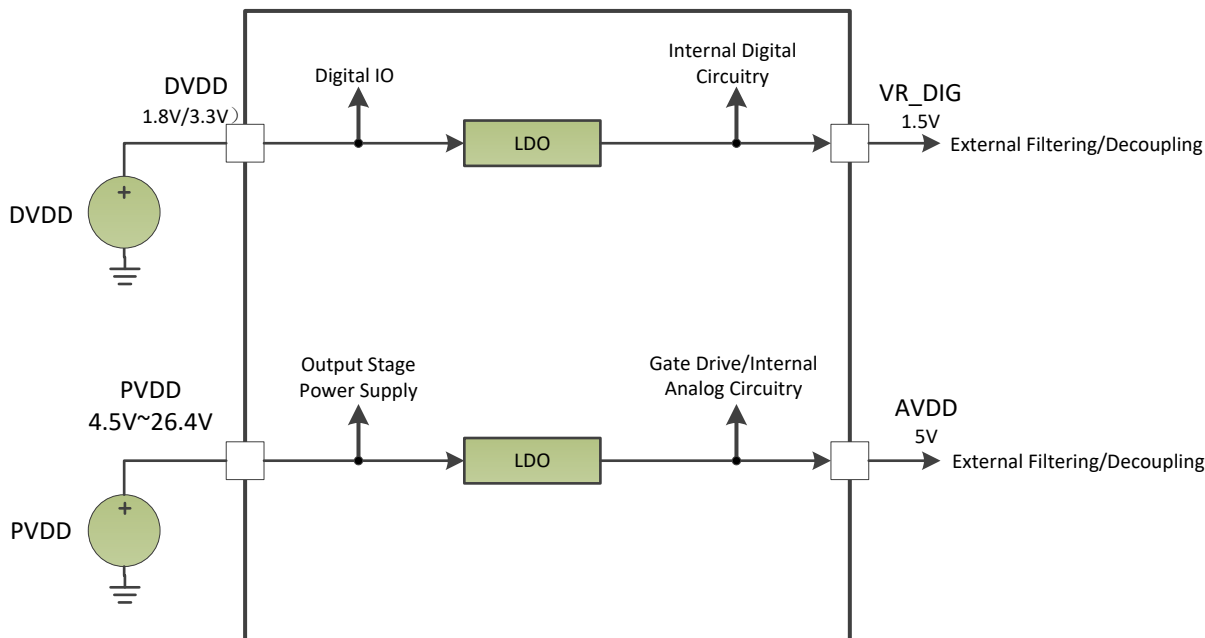 DVDD
1.8V/3.3V）
Digital IO
Internal Digital
Circuitry
VR_DIG
1.5V
LDO
External Filtering/Decoupling
+
DVDD
PVDD
4.5V~26.4V
Output Stage
Power Supply
Gate Drive/Internal
Analog Circuitry
AVDD
5V
LDO
External Filtering/Decoupling
+
PVDD